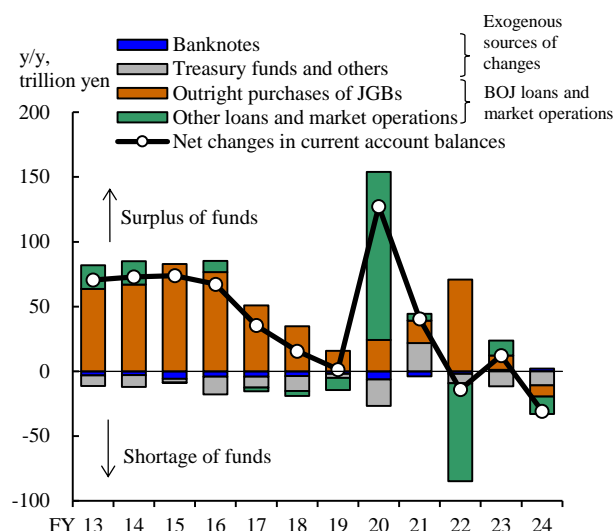 Exogenous
sources of
changes
y/y,
trillion yen
Banknotes
Treasury funds and others
Outright purchases of JGBs
Other loans and market operations
Net changes in current account balances
BOJ loans and
market operations
200
150
100
50
0
-50
-100
Surplus of funds
Shortage of funds
FY 13 14 15 16 17 18 19 20 21 22 23 24